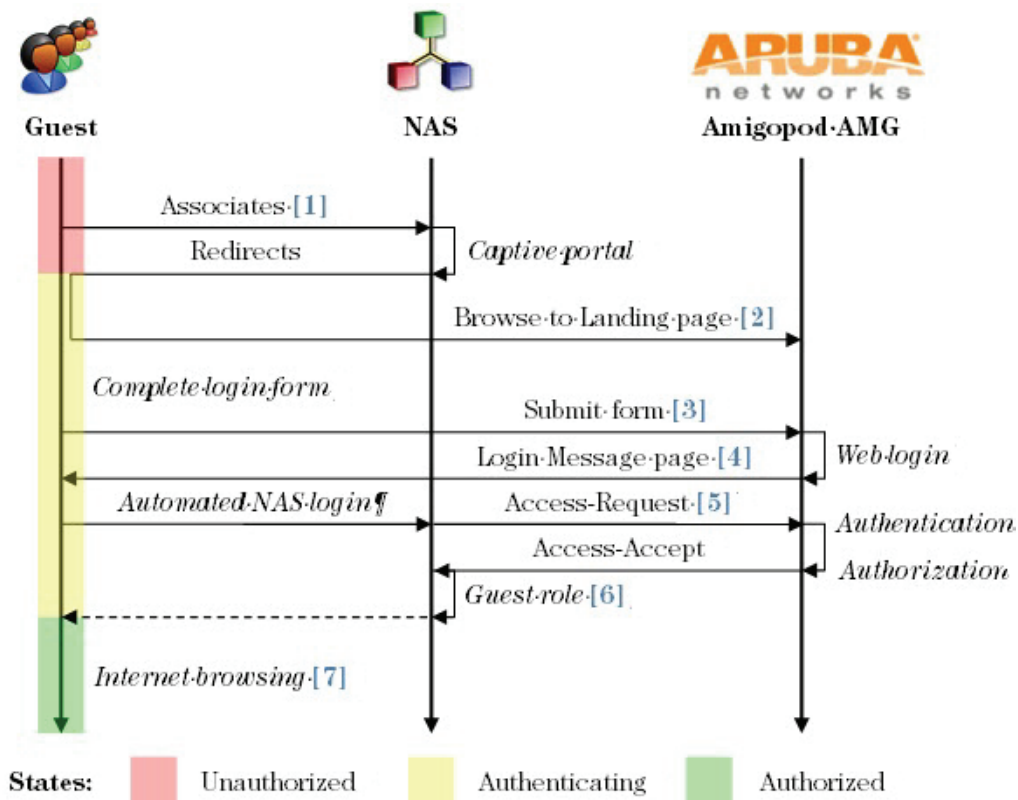 ARUBA
networks
Guest
NAS
Amigopod·AMG
Associates·[1]
Redirects
Captive·portal
Browse·to·Landing·page·[2]
Complete·login·form
Submit·form·[3]
Login·Message·page·[4]
Web·login
Automated·NAS·login¶
Access-Request·[5]
Authentication
Access-Accept
Authorization
Guest·role·[6]
Internet·browsing·[7]
States:
Unauthorized
Authenticating
Authorized